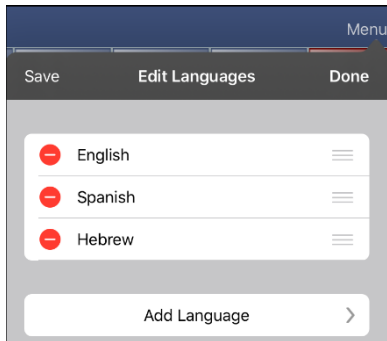 Menu
Save Edit Languages Done
English
Spanish
Hebrew
Add Language